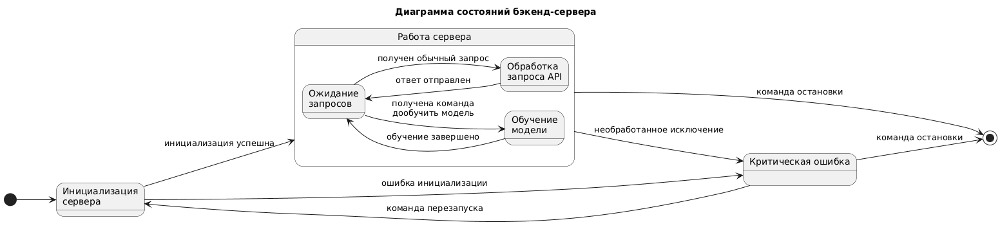 Диаграмма состояний бэкенд-сервера
Работа сервера
получен обычный запрос
Обработка
запроса API
ответ отправлен
Ожидание
запросов
получена команда
дообучить модель
Обучение
модели
обучение завершено
команда остановки
необработанное исключение
команда остановки
инициализация успешна
Критическая ошибка
Инициализация
сервера
ошибка инициализации
команда перезапуска